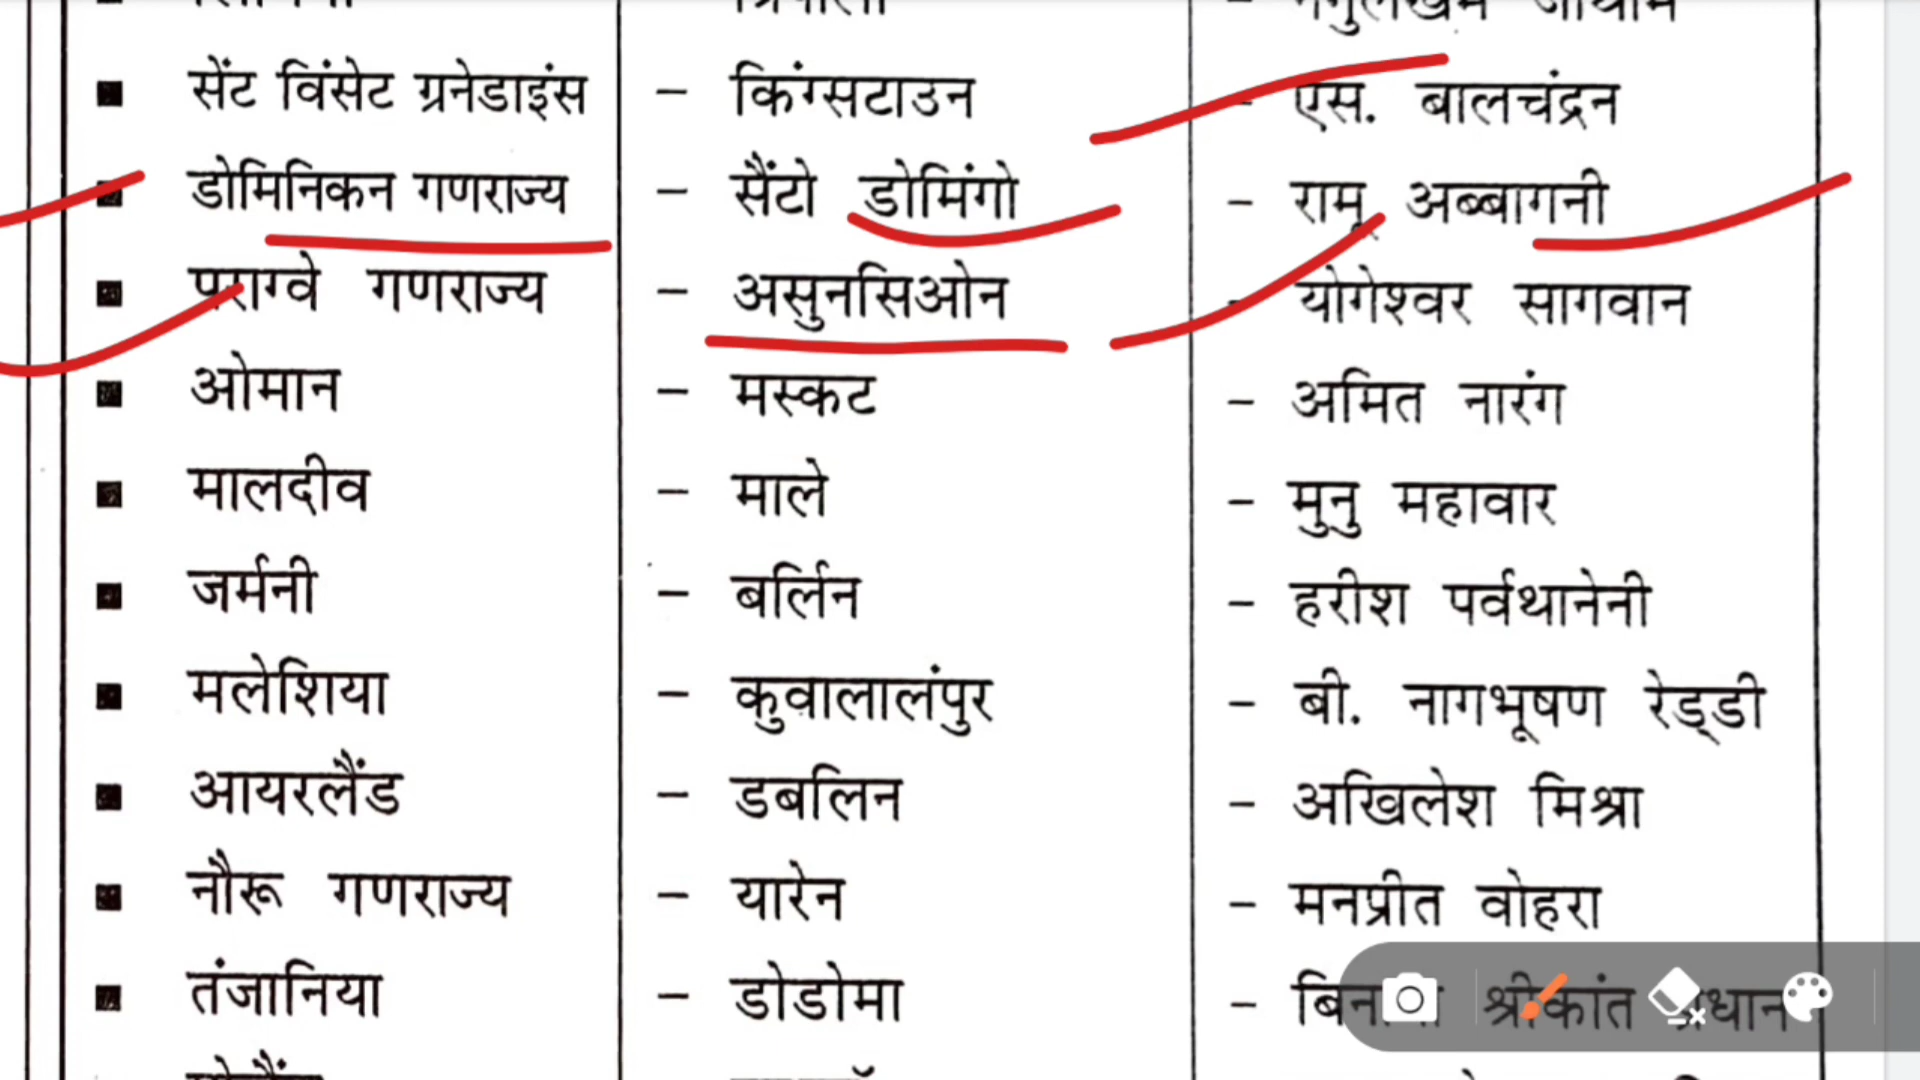 ■ सेंट विंसेट ग्रनेडाइंस – किंग्सटाउन – एस. बालचंद्रन
■ डोमिनिकन गणराज्य – सैंटो डोमिंगो – रामू अब्बागनी
■ पराग्वे गणराज्य – असुनसिओन – योगेश्वर सागवान
■ ओमान – मस्कट – अमित नारंग
■ मालदीव – माले – मुनु महावार
■ जर्मनी – बर्लिन – हरीश पर्वथानेनी
■ मलेशिया – कुवालालंपुर – बी. नागभूषण रेड्डी
■ आयरलैंड – डबलिन – अखिलेश मिश्रा
■ नौरू गणराज्य – यारेन – मनप्रीत वोहरा
■ तंजानिया – डोडोमा – श्रीकांत